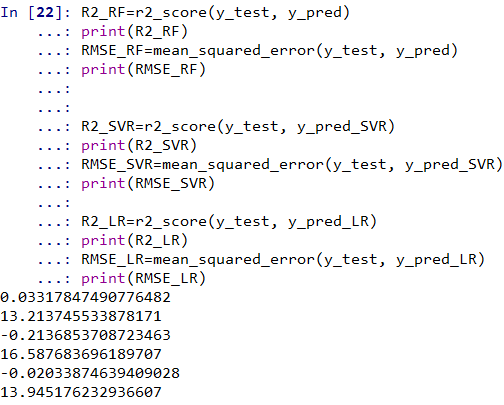 In [22]: R2_RF=r2_score(y_test, y_pred)
...: print(R2_RF)
...: RMSE_RF=mean_squared_error(y_test, y_pred)
...: print(RMSE_RF)
...:
...:
...: R2_SVR=r2_score(y_test, y_pred_SVR)
...: print(R2_SVR)
...: RMSE_SVR=mean_squared_error(y_test, y_pred_SVR)
...: print(RMSE_SVR)
...:
...: R2_LR=r2_score(y_test, y_pred_LR)
...: print(R2_LR)
...: RMSE_LR=mean_squared_error(y_test, y_pred_LR)
...: print(RMSE_LR)
0.03317847490776482
13.213745533878171
-0.2136853708723463
16.587683696189707
-0.02033874639409028
13.945176232936607